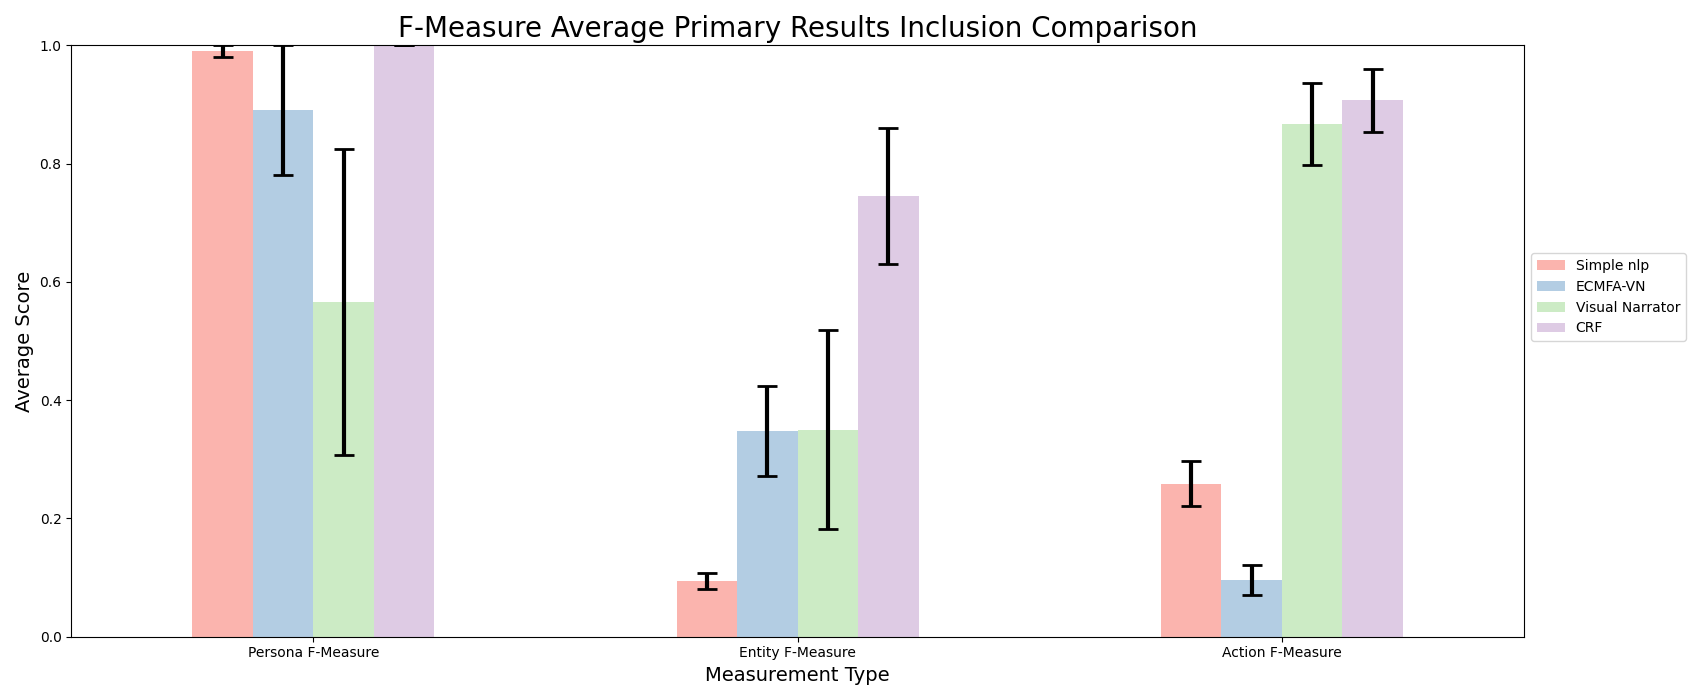 F-Measure Average Primary Results Inclusion Comparison
Average Score
1.0
0.8
0.6
0.4
0.2
0.0
Persona F-Measure
Entity F-Measure
Action F-Measure
Measurement Type
Simple nlp
ECMFA-VN
Visual Narrator
CRF